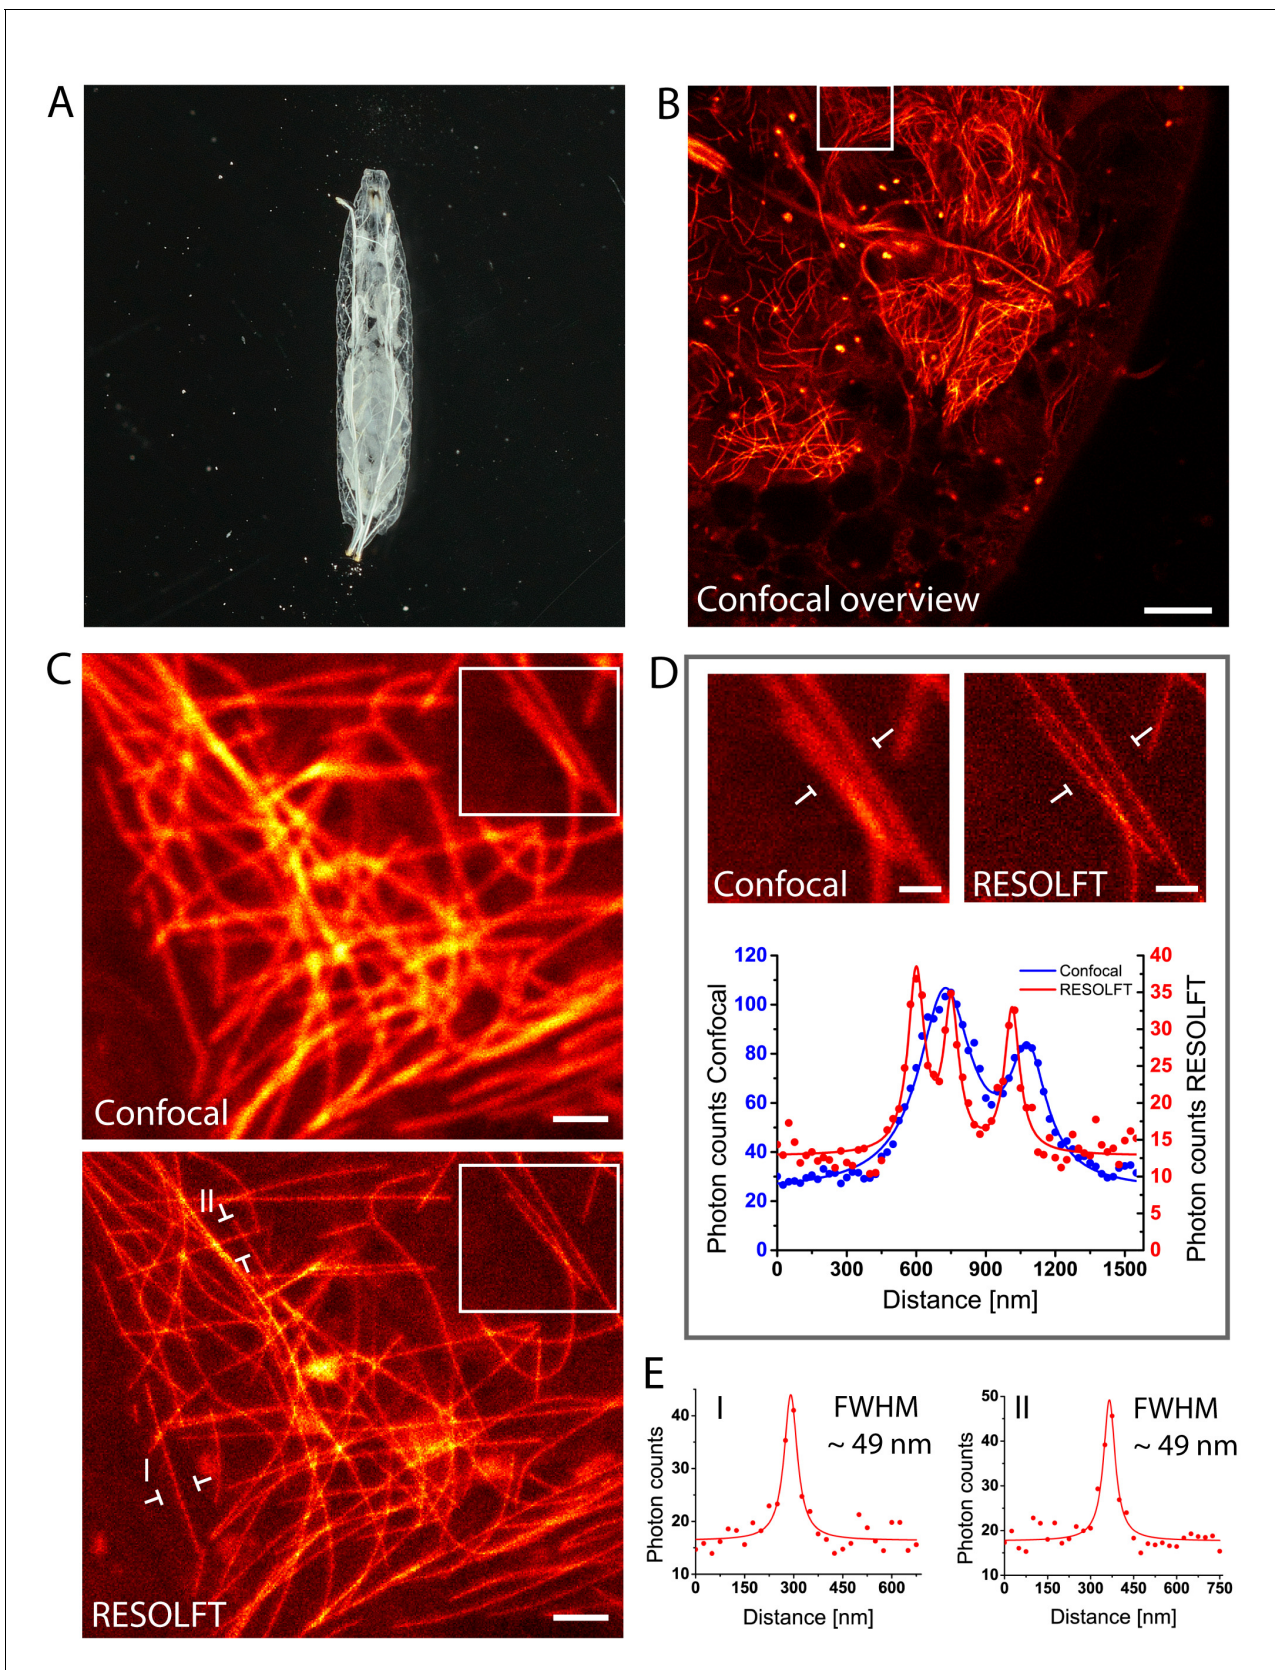 A
B
Confocal overview
C
Confocal
II
I
RESOLFT
D
Confocal
RESOLFT
120
100
80
60
40
20
0
Photon counts Confocal
40
35
30
25
20
15
10
5
0
Photon counts RESOLFT
Confocal
RESOLFT
0 300 600 900 1200 1500
Distance [nm]
E
I
FWHM
~ 49 nm
40
30
20
10
Photon counts
0 150 300 450 600
Distance [nm]
II
FWHM
~ 49 nm
50
40
30
20
10
Photon counts
0 150 300 450 600 750
Distance [nm]